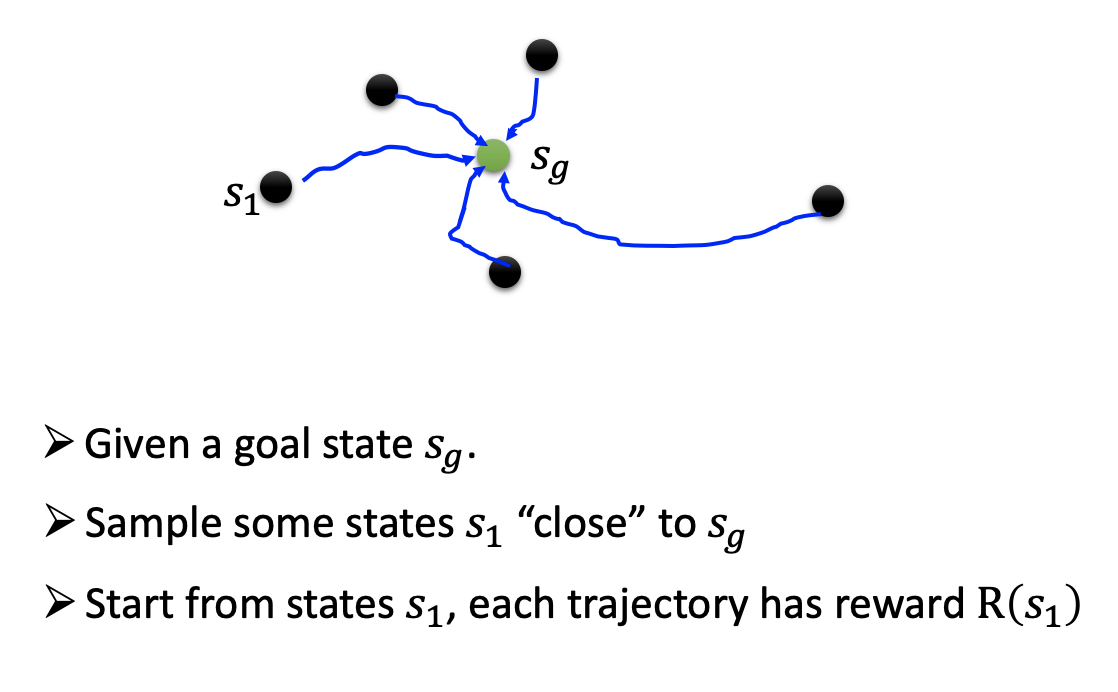 s_g
s_1
➢ Given a goal state s_g.
➢ Sample some states s_1 “close” to s_g
➢ Start from states s_1, each trajectory has reward R(s_1)